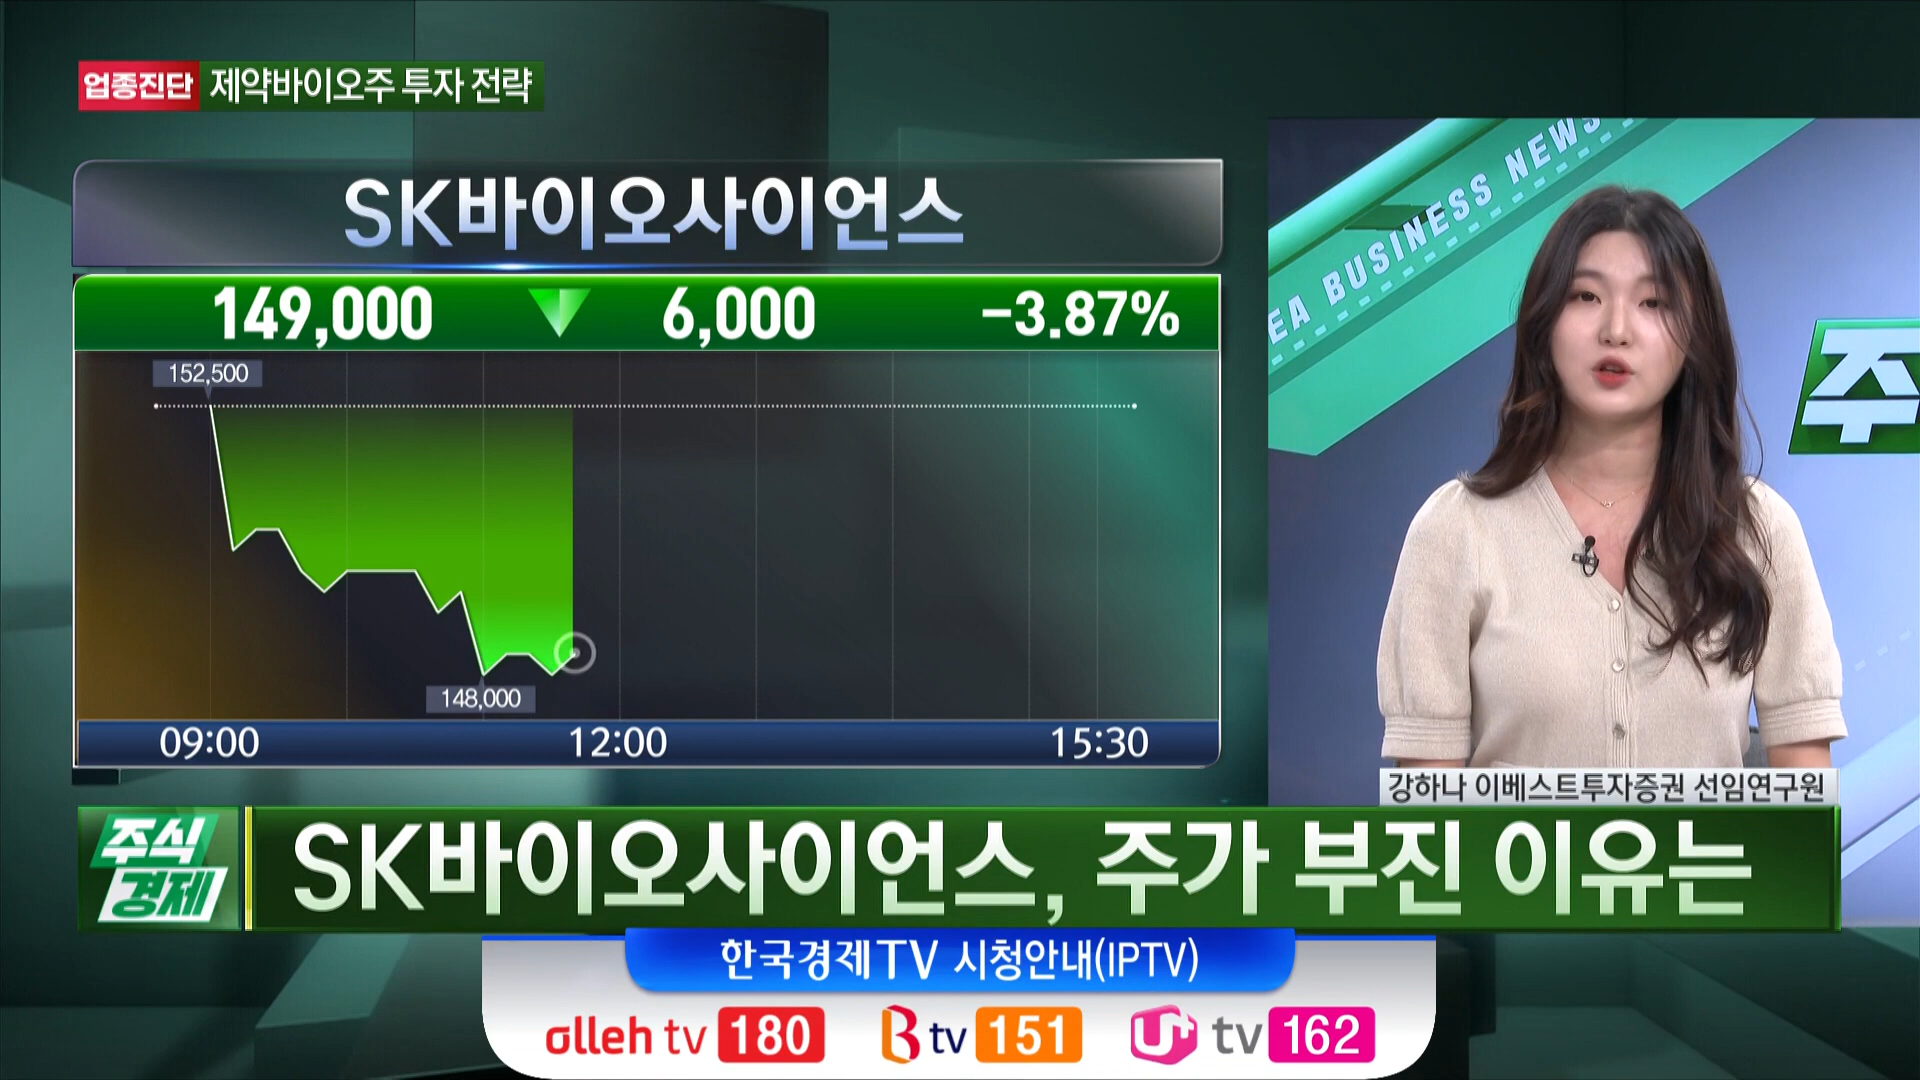 업종진단 제약바이오주 투자 전략
SK바이오사이언스
149,000 ▼ 6,000 -3.87%
152,500
148,000
09:00 12:00 15:30
EA BUSINESS NEWS
주
강하나 이베스트투자증권 선임연구원
주식
경제
SK바이오사이언스, 주가 부진 이유는
한국경제TV 시청안내(IPTV)
olleh tv 180 B tv 151 U+ tv 162